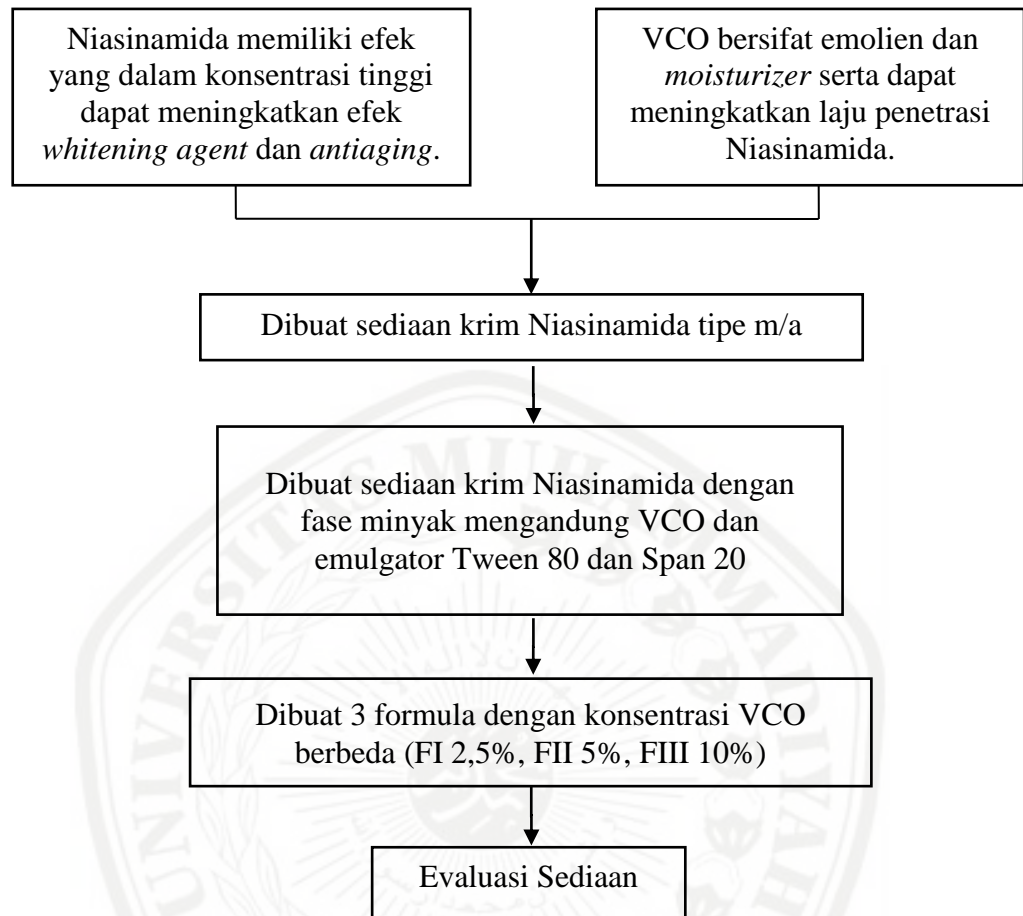 Niasinamida memiliki efek
yang dalam konsentrasi tinggi
dapat meningkatkan efek
whitening agent dan antiaging.
VCO bersifat emolien dan
moisturizer serta dapat
meningkatkan laju penetrasi
Niasinamida.
Dibuat sediaan krim Niasinamida tipe m/a
Dibuat sediaan krim Niasinamida dengan
fase minyak mengandung VCO dan
emulgator Tween 80 dan Span 20
Dibuat 3 formula dengan konsentrasi VCO
berbeda (FI 2,5%, FII 5%, FIII 10%)
Evaluasi Sediaan